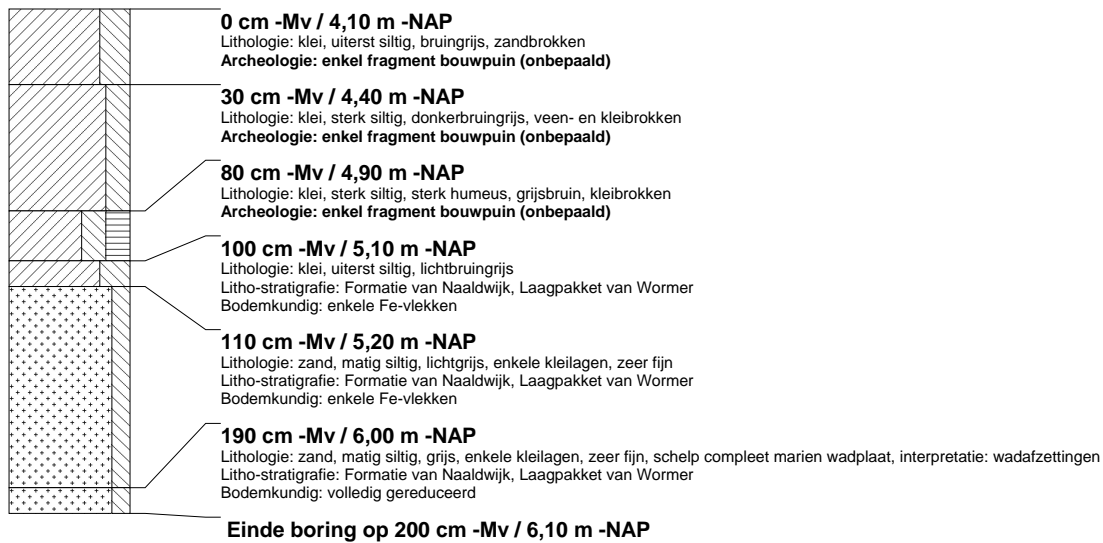 0 cm -Mv / 4,10 m -NAP
Lithologie: klei, uiterst siltig, bruingrijs, zandbrokken
Archeologie: enkel fragment bouwpuin (onbepaald)
30 cm -Mv / 4,40 m -NAP
Lithologie: klei, sterk siltig, donkerbruingrijs, veen- en kleibrokken
Archeologie: enkel fragment bouwpuin (onbepaald)
80 cm -Mv / 4,90 m -NAP
Lithologie: klei, sterk siltig, sterk humeus, grijsbruin, kleibrokken
Archeologie: enkel fragment bouwpuin (onbepaald)
100 cm -Mv / 5,10 m -NAP
Lithologie: klei, uiterst siltig, lichtbruingrijs
Litho-stratigrafie: Formatie van Naaldwijk, Laagpakket van Wormer
Bodemkundig: enkele Fe-vlekken
110 cm -Mv / 5,20 m -NAP
Lithologie: zand, matig siltig, lichtgrijs, enkele kleilagen, zeer fijn
Litho-stratigrafie: Formatie van Naaldwijk, Laagpakket van Wormer
Bodemkundig: enkele Fe-vlekken
190 cm -Mv / 6,00 m -NAP
Lithologie: zand, matig siltig, grijs, enkele kleilagen, zeer fijn, schelp compleet marien wadplaat, interpretatie: wadafzettingen
Litho-stratigrafie: Formatie van Naaldwijk, Laagpakket van Wormer
Bodemkundig: volledig gereduceerd
Einde boring op 200 cm -Mv / 6,10 m -NAP